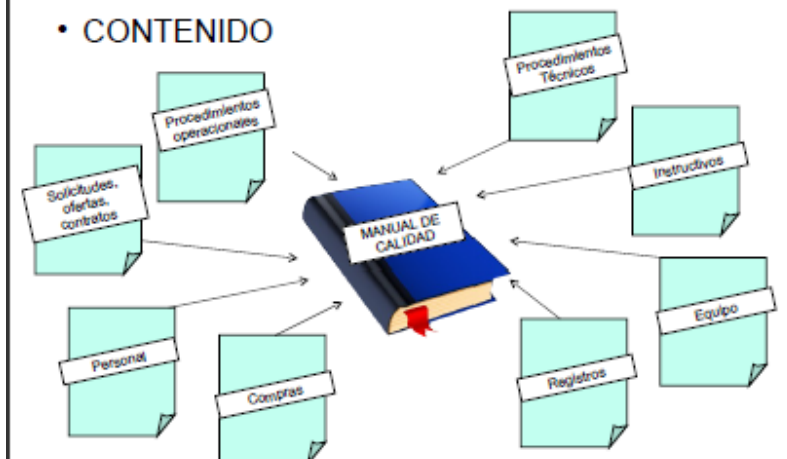 • CONTENIDO
Procedimientos
Técnicos
Procedimientos
operacionales
Instructivos
Solicitudes,
ofertas,
contratos
MANUAL DE
CALIDAD
Equipo
Personal
Registros
Compras